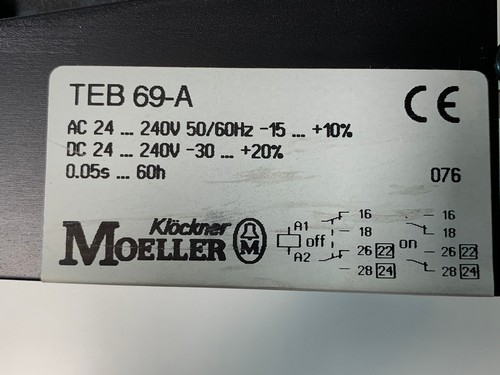 TEB 69-A
CE
AC 24 ... 240V 50/60Hz -15 ... +10%
DC 24 ... 240V -30 ... +20%
0.05s ... 60h
076
Klöckner
MOELLER
M
A1
A2
off
16
18
26 22
28 24
on
16
18
26 22
28 24